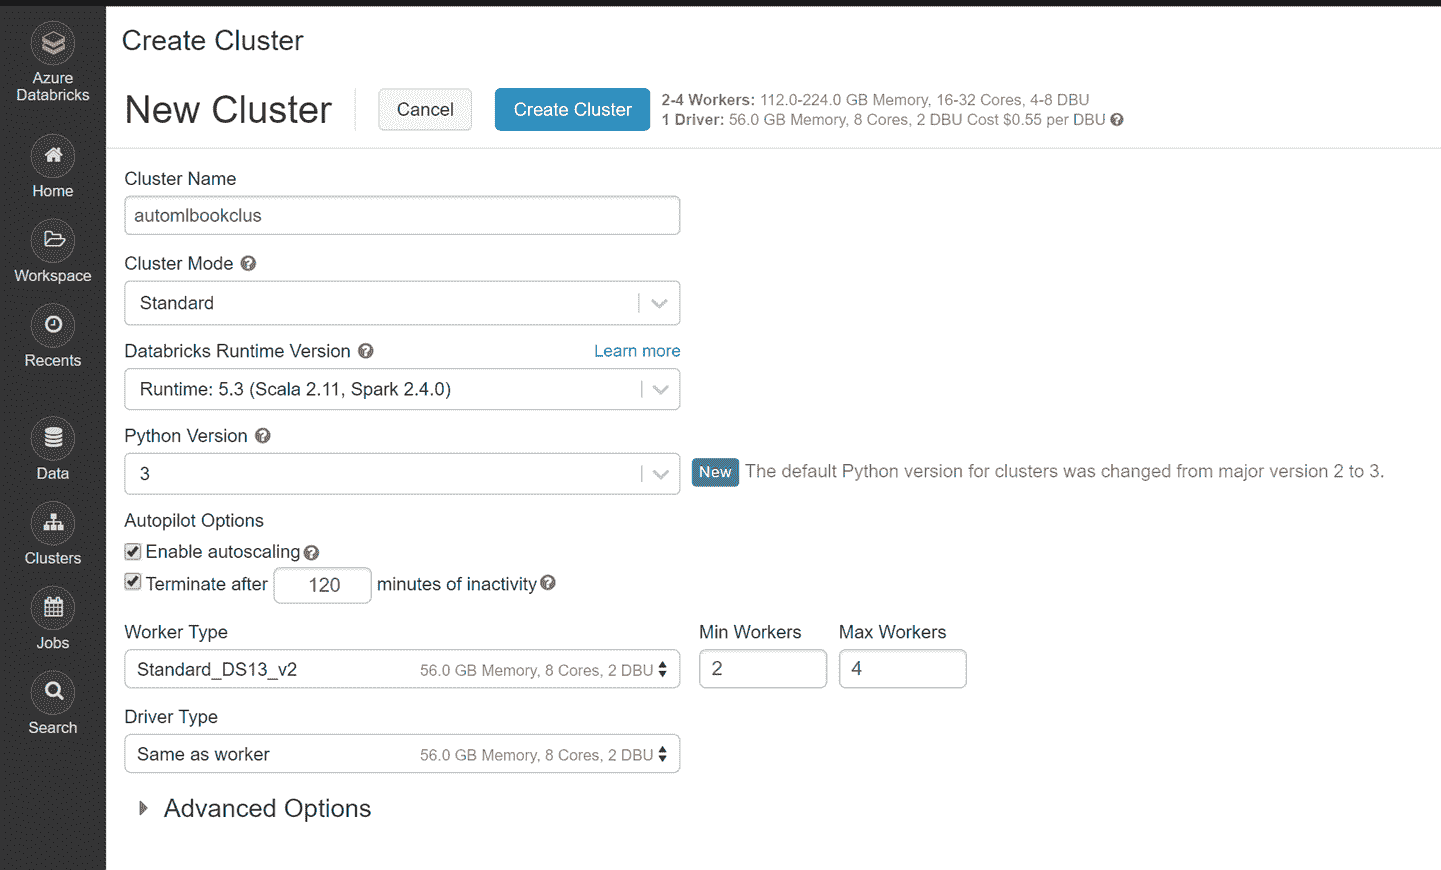 Azure
Databricks
Home
Workspace
Recents
Data
Clusters
Jobs
Search
Create Cluster
New Cluster
Cancel
Create Cluster
2-4 Workers: 112.0-224.0 GB Memory, 16-32 Cores, 4-8 DBU
1 Driver: 56.0 GB Memory, 8 Cores, 2 DBU Cost $0.55 per DBU ?
Cluster Name
automlbookclus
Cluster Mode ?
Standard
Databricks Runtime Version ? Learn more
Runtime: 5.3 (Scala 2.11, Spark 2.4.0)
Python Version ?
3
New The default Python version for clusters was changed from major version 2 to 3.
Autopilot Options
Enable autoscaling ?
Terminate after 120 minutes of inactivity ?
Worker Type Min Workers Max Workers
Standard_DS13_v2 56.0 GB Memory, 8 Cores, 2 DBU 2 4
Driver Type
Same as worker 56.0 GB Memory, 8 Cores, 2 DBU
Advanced Options